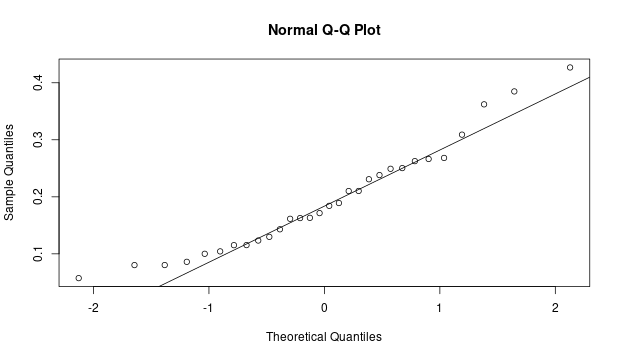 Normal Q-Q Plot
Sample Quantiles
0.4
0.3
0.2
0.1
-2 -1 0 1 2
Theoretical Quantiles